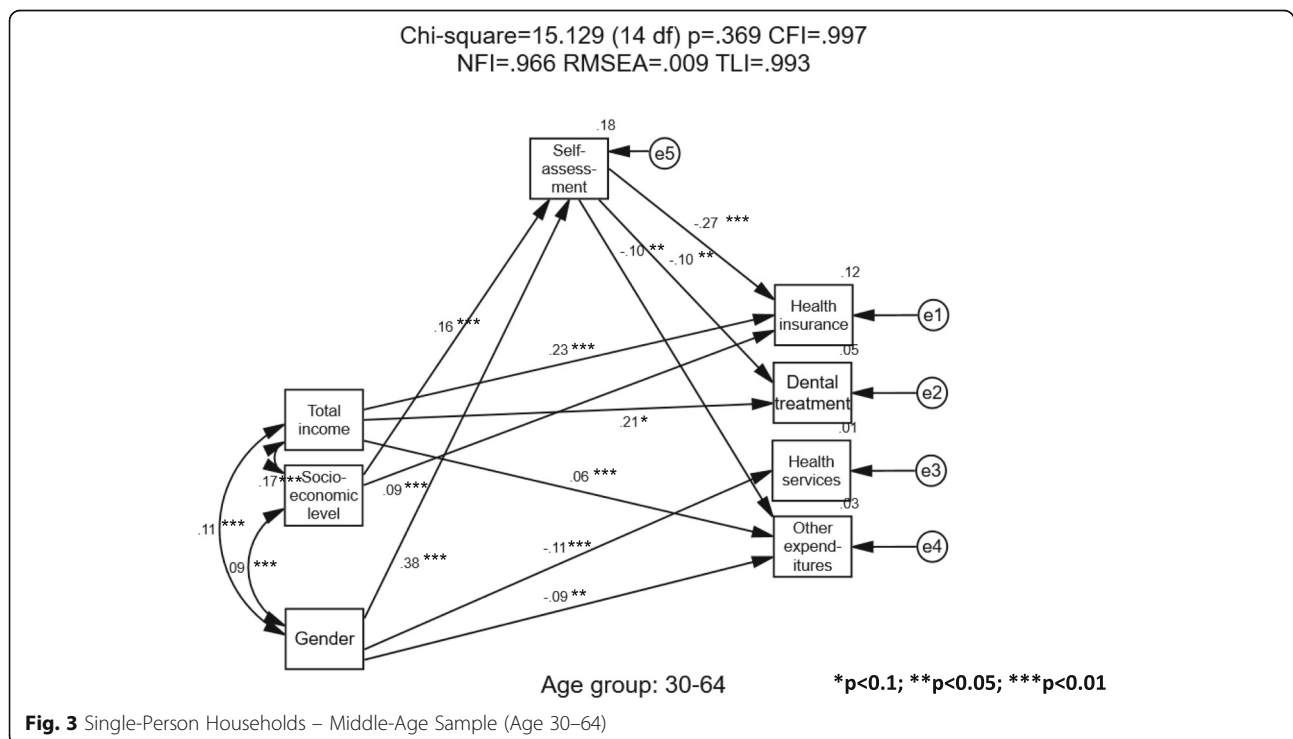 Chi-square=15.129 (14 df) p=.369 CFI=.997
NFI=.966 RMSEA=.009 TLI=.993
.18
Self-
assess-
ment
e5
-.27 ***
-.10 **
-.10 **
.12
Health
insurance
e1
.16 ***
.23 ***
.05
Dental
treatment
e2
Total
income
.21 *
.01
Health
services
e3
.17 ***
Socio-
economic
level
.09 ***
.06 ***
.03
Other
expend-
itures
e4
.11 ***
.09 ***
.38 ***
-.11 ***
-.09 **
Gender
Age group: 30-64
*p<0.1; **p<0.05; ***p<0.01
Fig. 3 Single-Person Households – Middle-Age Sample (Age 30–64)